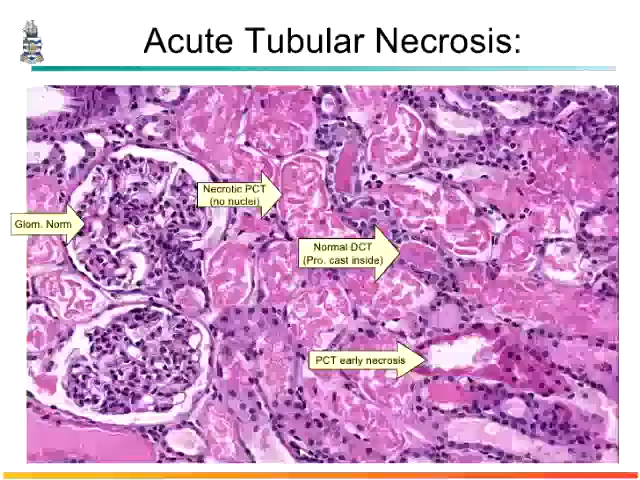 Acute Tubular Necrosis:
Necrotic PCT
(no nuclei)
Glom. Norm
Normal DCT
(Pro. cast inside)
PCT early necrosis